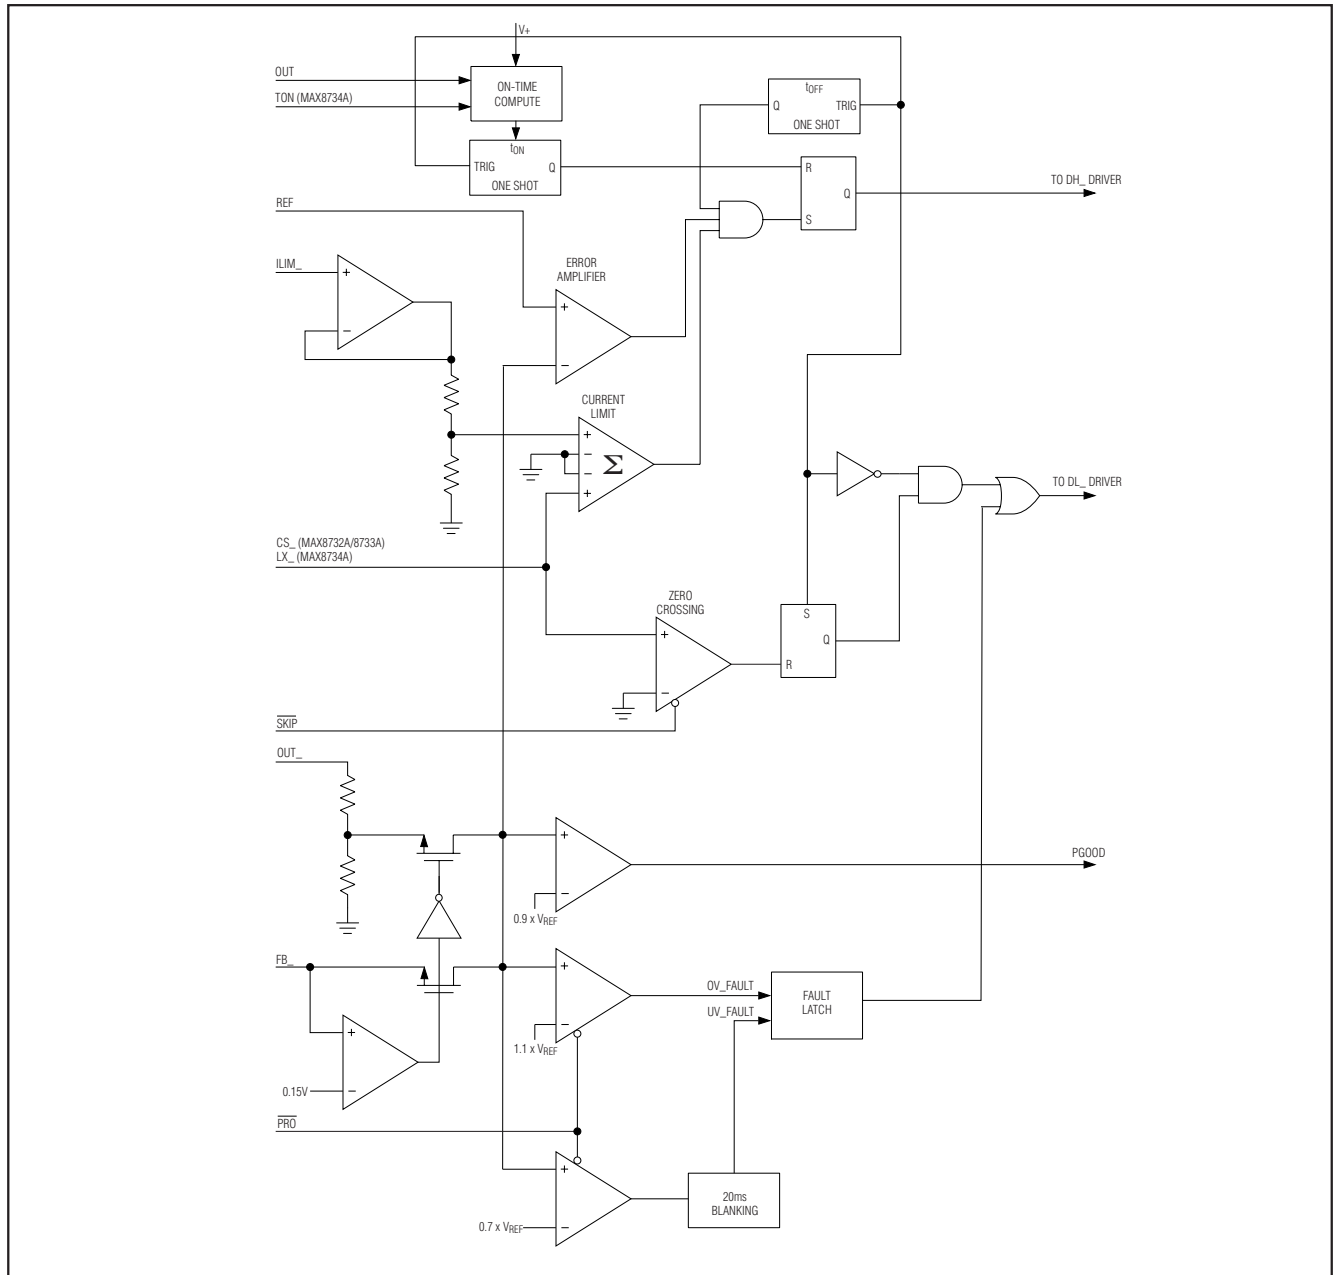 V+
OUT
TON (MAX8734A)
ON-TIME
COMPUTE
tON
TRIG
Q
ONE SHOT
tOFF
Q
TRIG
ONE SHOT
R
Q
S
TO DH_ DRIVER
REF
ILIM_
+
−
ERROR
AMPLIFIER
+
−
CURRENT
LIMIT
+
−
−
+
Σ
TO DL_ DRIVER
CS_ (MAX8732A/8733A)
LX_ (MAX8734A)
ZERO
CROSSING
+
−
S
Q
R
SKIP
OUT_
+
−
0.9 x VREF
PGOOD
FB_
+
−
1.1 x VREF
OV_FAULT
UV_FAULT
FAULT
LATCH
+
−
0.15V
PRO
+
−
0.7 x VREF
20ms
BLANKING